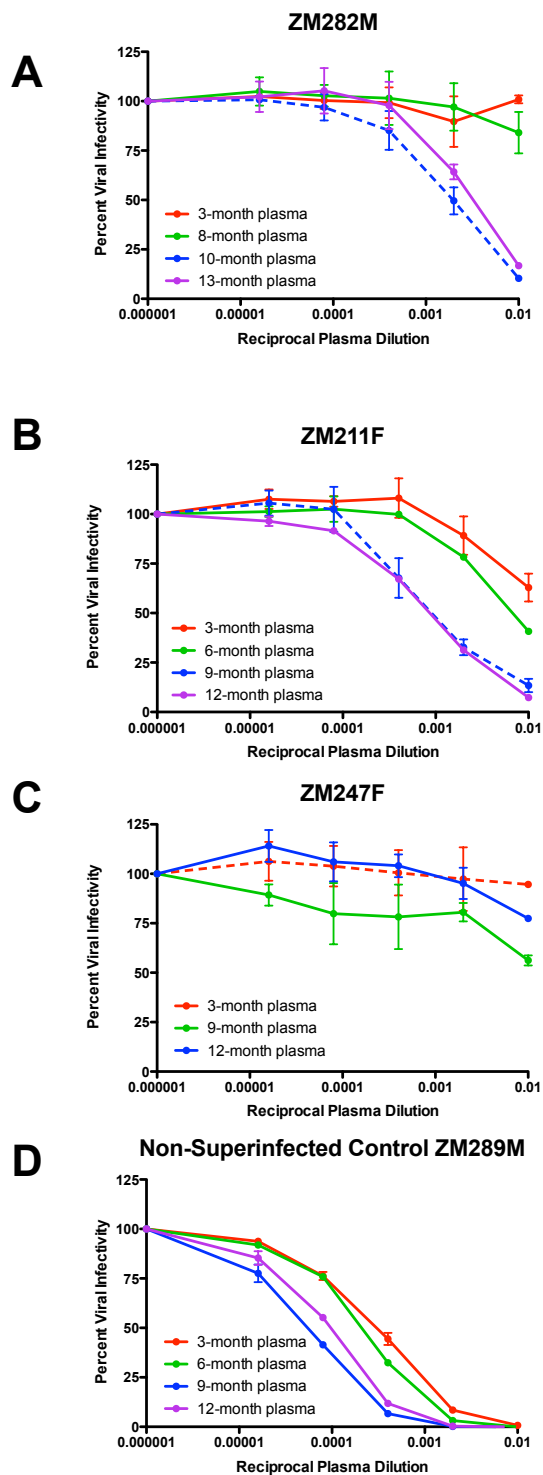 ZM282M
A
125
100
75
50
25
0
Percent Viral Infectivity
3-month plasma
8-month plasma
10-month plasma
13-month plasma
0.000001 0.00001 0.0001 0.001 0.01
Reciprocal Plasma Dilution
B
ZM211F
125
100
75
50
25
0
Percent Viral Infectivity
3-month plasma
6-month plasma
9-month plasma
12-month plasma
0.000001 0.00001 0.0001 0.001 0.01
Reciprocal Plasma Dilution
C
ZM247F
125
100
75
50
25
0
Percent Viral Infectivity
3-month plasma
9-month plasma
12-month plasma
0.000001 0.00001 0.0001 0.001 0.01
Reciprocal Plasma Dilution
D
Non-Superinfected Control ZM289M
125
100
75
50
25
0
Percent Viral Infectivity
3-month plasma
6-month plasma
9-month plasma
12-month plasma
0.000001 0.00001 0.0001 0.001 0.01
Reciprocal Plasma Dilution